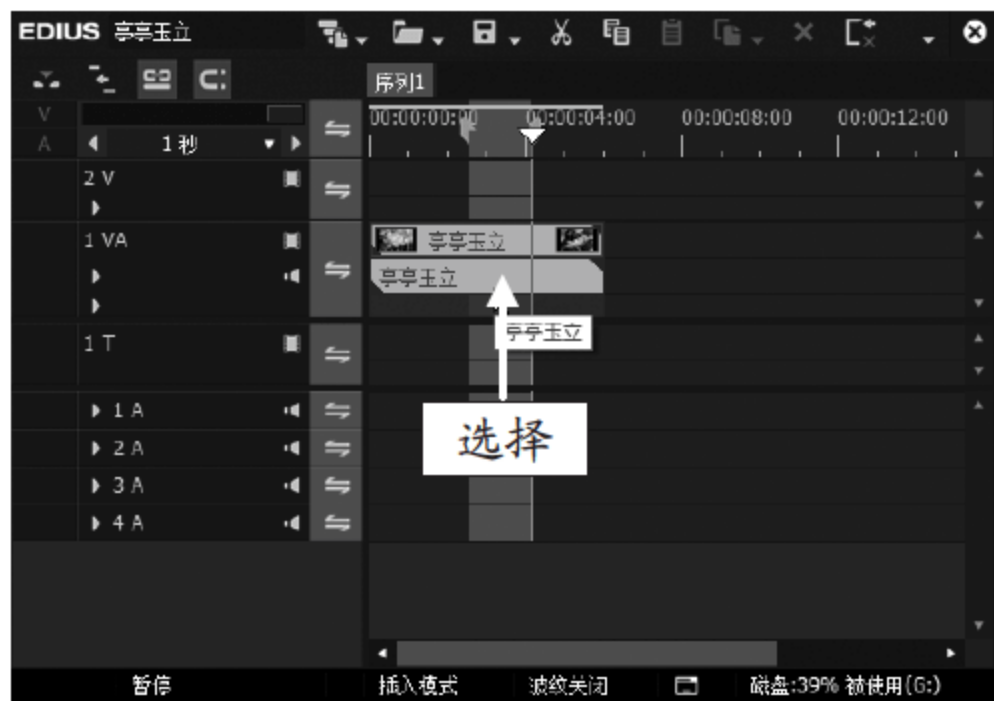 EDIUS 亭亭玉立
序列1
V
A
1秒
00:00:00:00 00:00:04:00 00:00:08:00 00:00:12:00
2 V
1 VA
亭亭玉立
亭亭玉立
亭亭玉立
1 T
选择
1 A
2 A
3 A
4 A
暂停 插入模式 波纹关闭 磁盘:39% 被使用(G:)